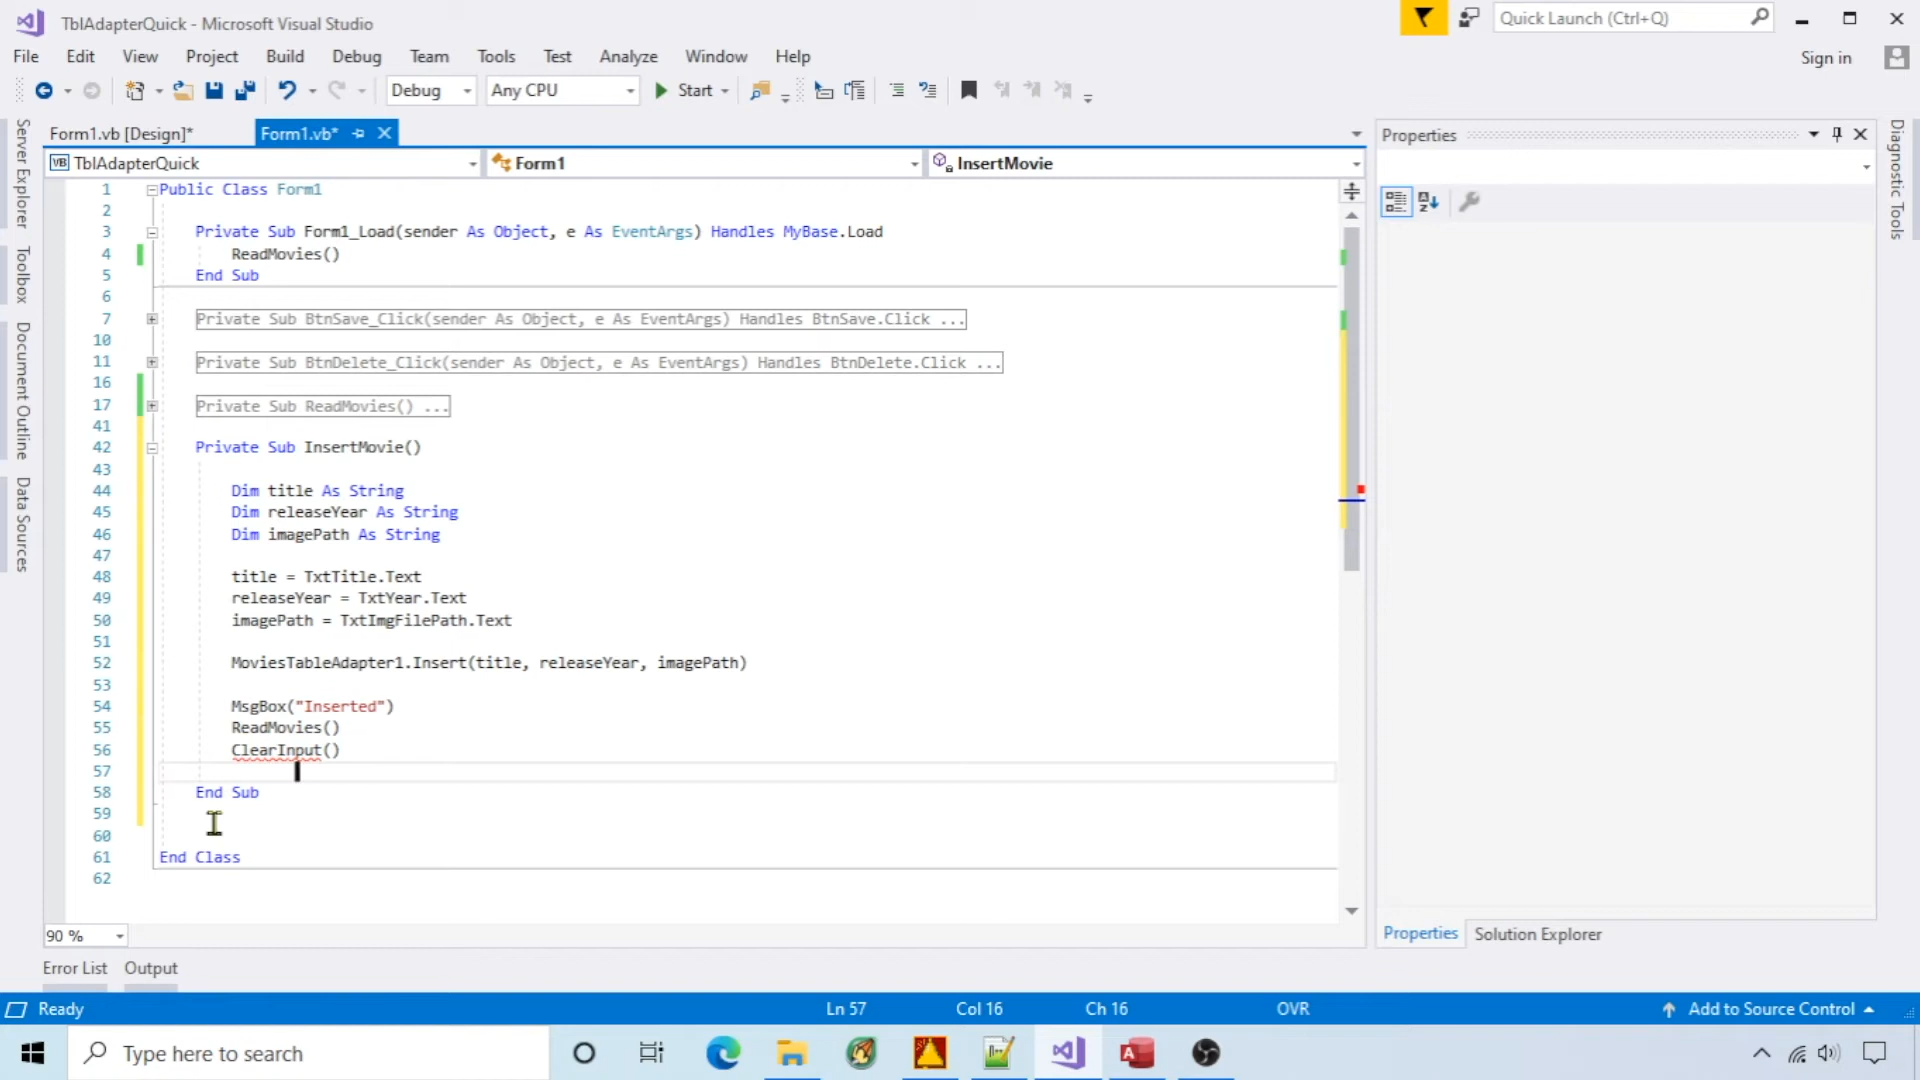 TblAdapterQuick - Microsoft Visual Studio
Quick Launch (Ctrl+Q)
File Edit View Project Build Debug Team Tools Test Analyze Window Help
Sign in
Debug Any CPU Start
Server Explorer
Toolbox
Document Outline
Data Sources
Form1.vb [Design]* Form1.vb*
VB TblAdapterQuick Form1 InsertMovie
1 Public Class Form1
2
3 Private Sub Form1_Load(sender As Object, e As EventArgs) Handles MyBase.Load
4 ReadMovies()
5 End Sub
6
7 Private Sub BtnSave_Click(sender As Object, e As EventArgs) Handles BtnSave.Click ...
10
11 Private Sub BtnDelete_Click(sender As Object, e As EventArgs) Handles BtnDelete.Click ...
16
17 Private Sub ReadMovies() ...
41
42 Private Sub InsertMovie()
43
44 Dim title As String
45 Dim releaseYear As String
46 Dim imagePath As String
47
48 title = TxtTitle.Text
49 releaseYear = TxtYear.Text
50 imagePath = TxtImgFilePath.Text
51
52 MoviesTableAdapter1.Insert(title, releaseYear, imagePath)
53
54 MsgBox("Inserted")
55 ReadMovies()
56 ClearInput()
57
58 End Sub
59
60
61 End Class
62
90 %
Properties
Properties Solution Explorer
Diagnostic Tools
Error List Output
Ready Ln 57 Col 16 Ch 16 OVR Add to Source Control
Type here to search